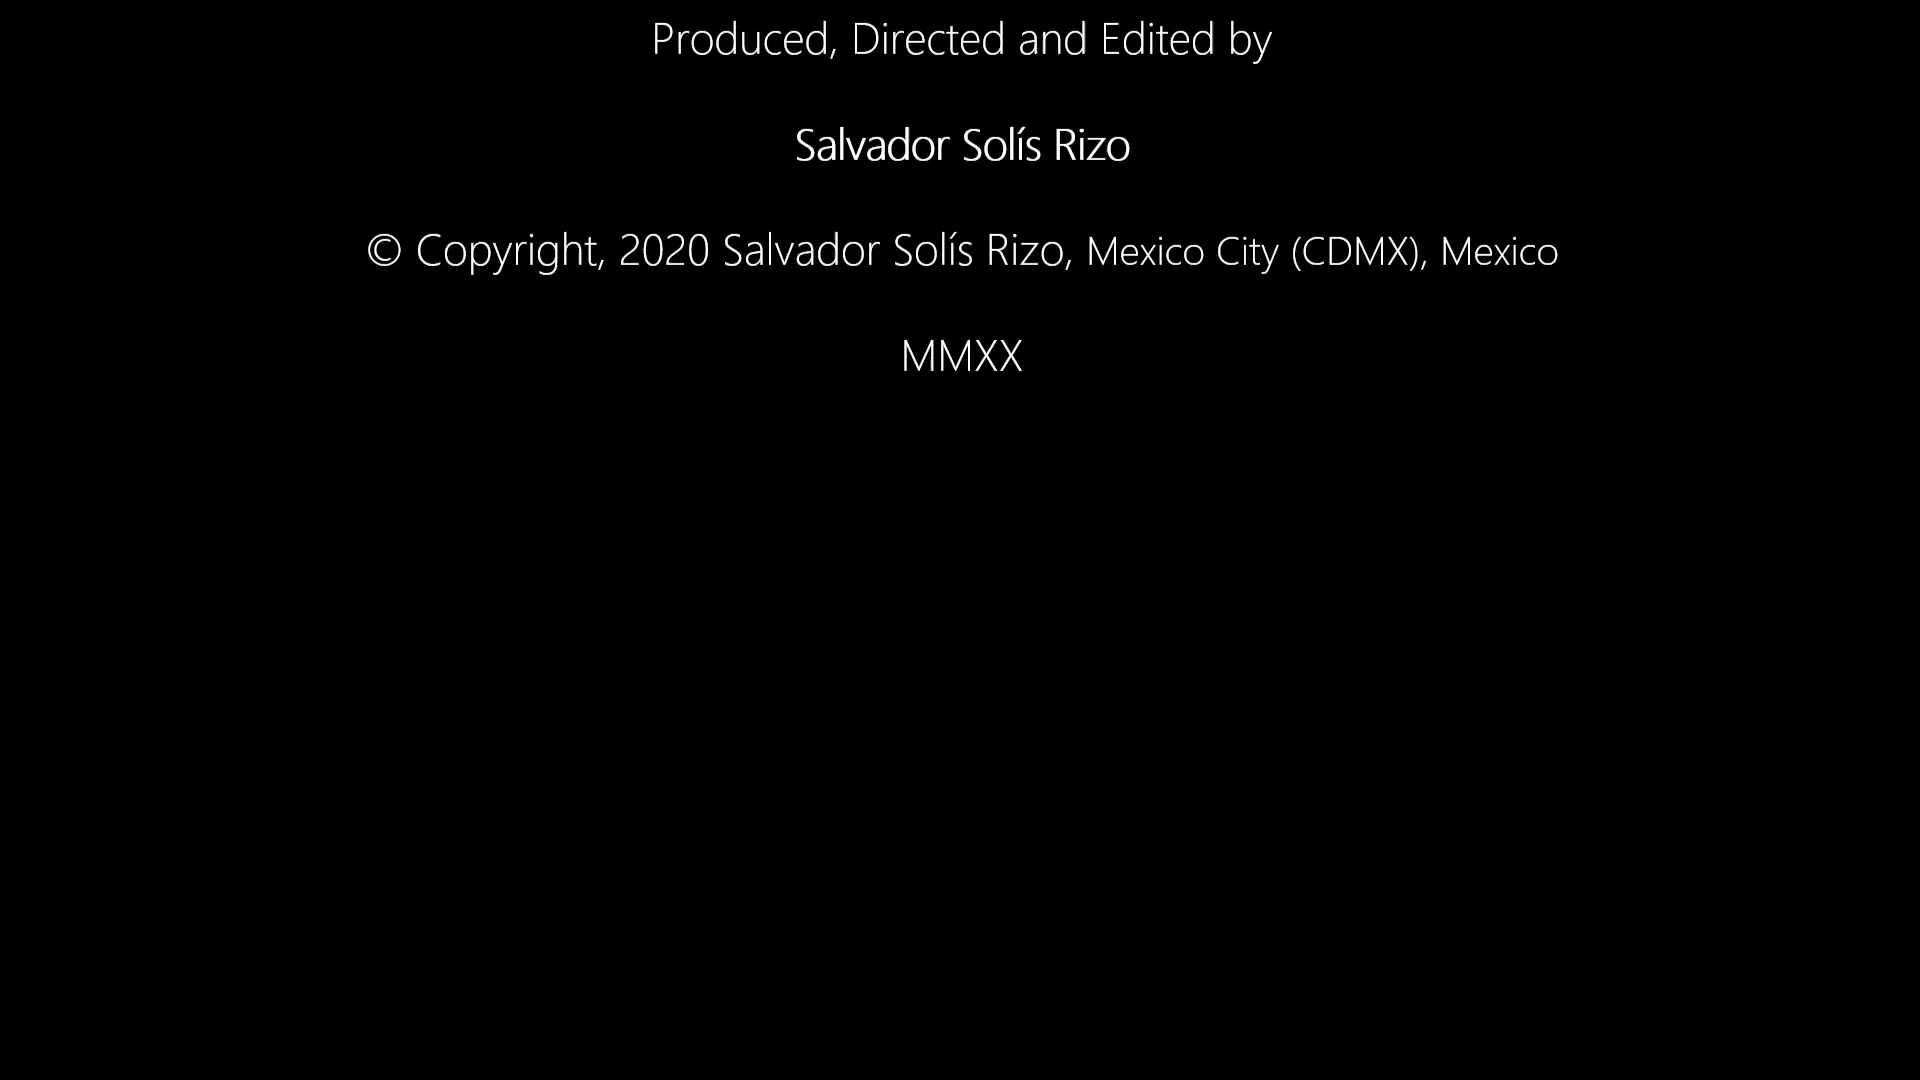 Produced, Directed and Edited by
Salvador Solís Rizo
© Copyright, 2020 Salvador Solís Rizo, Mexico City (CDMX), Mexico
MMXX